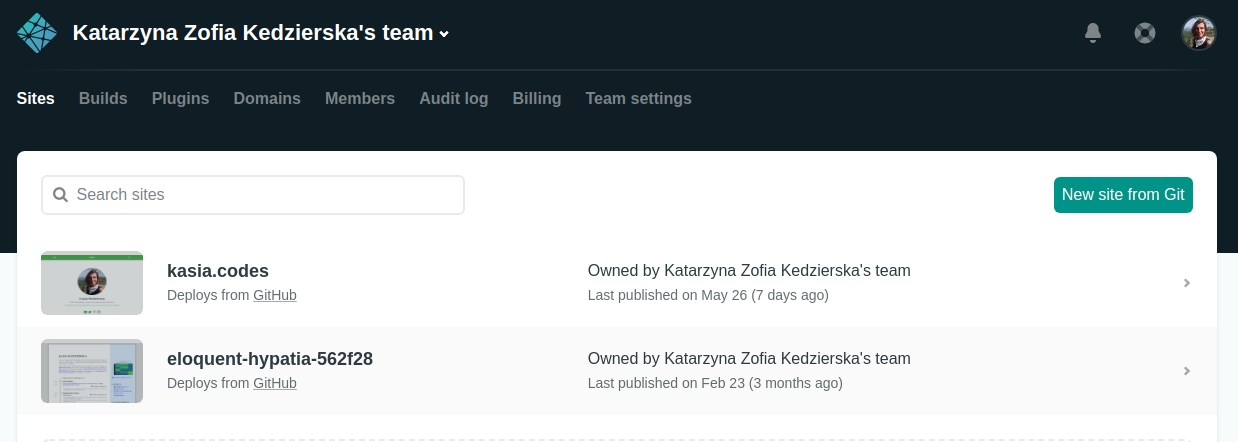 Katarzyna Zofia Kedzierska's team
Sites Builds Plugins Domains Members Audit log Billing Team settings
Search sites
New site from Git
kasia.codes
Deploys from GitHub
Owned by Katarzyna Zofia Kedzierska's team
Last published on May 26 (7 days ago)
eloquent-hypatia-562f28
Deploys from GitHub
Owned by Katarzyna Zofia Kedzierska's team
Last published on Feb 23 (3 months ago)